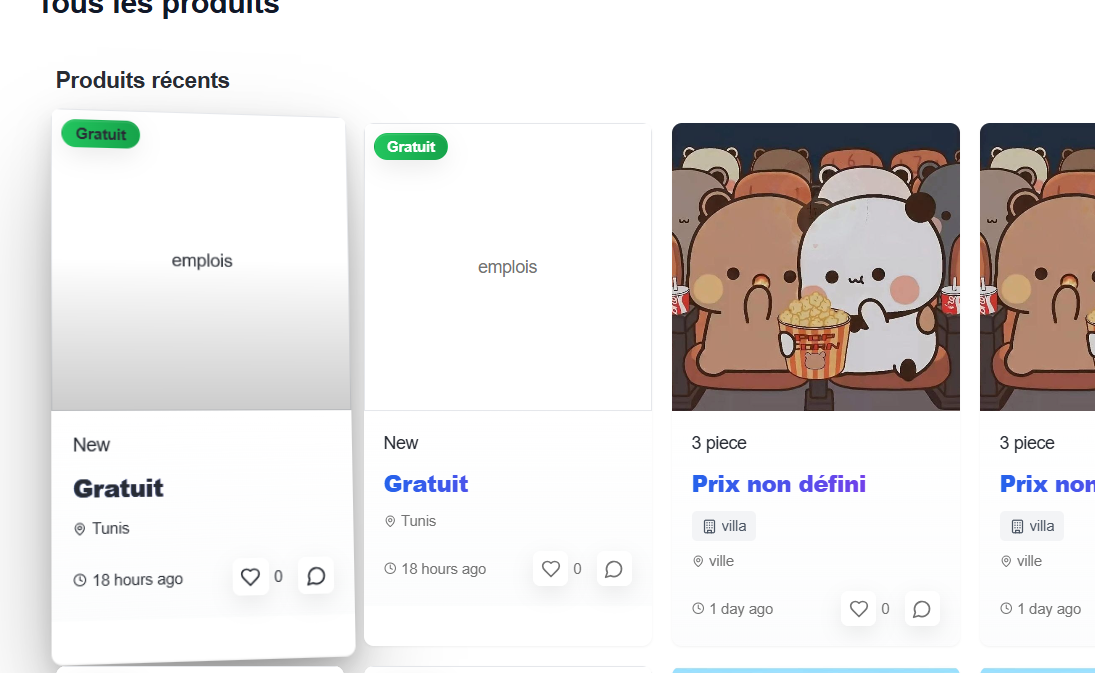 Tous les produits
Produits récents
Gratuit
emplois
New
Gratuit
Tunis
18 hours ago
0
Gratuit
emplois
New
Gratuit
Tunis
18 hours ago
0
6
7
POP
CORN
3 piece
Prix non défini
villa
ville
1 day ago
0
3 piece
Prix non
villa
ville
1 day ago